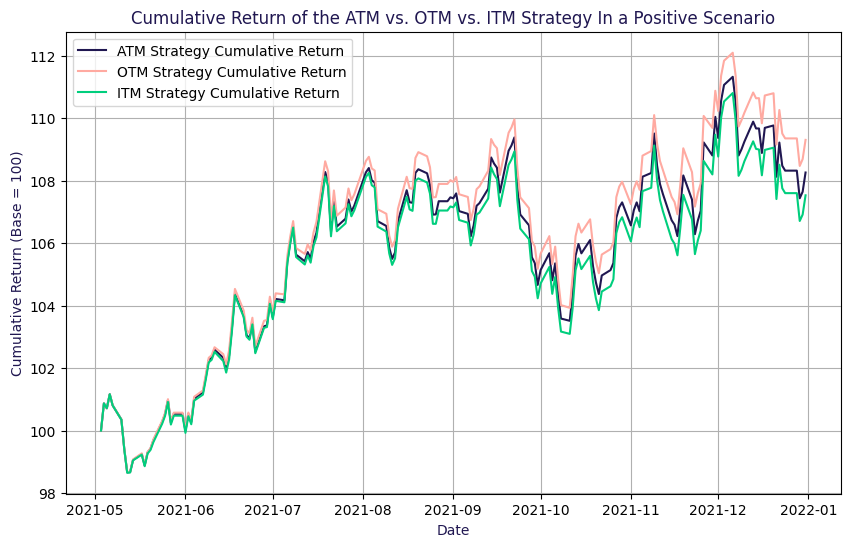 Cumulative Return of the ATM vs. OTM vs. ITM Strategy In a Positive Scenario
ATM Strategy Cumulative Return
OTM Strategy Cumulative Return
ITM Strategy Cumulative Return
Cumulative Return (Base = 100)
112
110
108
106
104
102
100
98
2021-05 2021-06 2021-07 2021-08 2021-09 2021-10 2021-11 2021-12 2022-01
Date